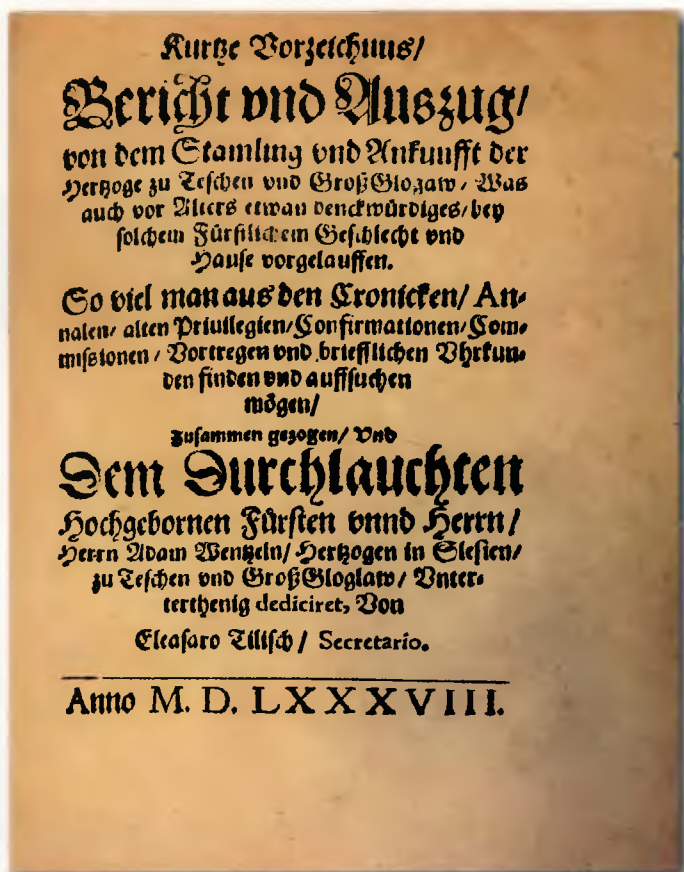 Kurtze Vorzeichnus/
Bericht vnd Auszug/
von dem Stamling vnd Ankunfft der
Hertzoge zu Teschen vnd GroßGlogaw/ Was
auch vor Alters etwan denckwürdiges/ bey
solchem Fürstlichem Geschlecht vnd
Hause vorgelauffen.
So viel man aus den Cronicken/ An-
nalen/ alten Priuilegien/ Confirmationen/ Com-
missionen/ Vortregen vnd briefflichen Vhrkun-
den finden vnd auffsuchen
mögen/
zusammen gezogen/ Vnd
Dem Durchlauchten
Hochgebornen Fürsten vnnd Herrn/
Herrn Adam Wentzeln/ Hertzogen in Slesien/
zu Teschen vnd GroßGloglaw/ Vnter-
terthenig dediciret, Von
Eleasaro Tilisch/ Secretario.
Anno M. D. LXXXVIII.